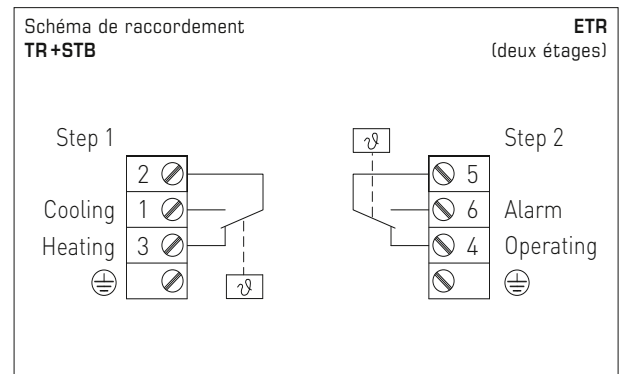 Schéma de raccordement
TR+STB
ETR
(deux étages)
Step 1
2
Cooling 1
Heating 3
ϑ
ϑ
Step 2
5
6 Alarm
4 Operating